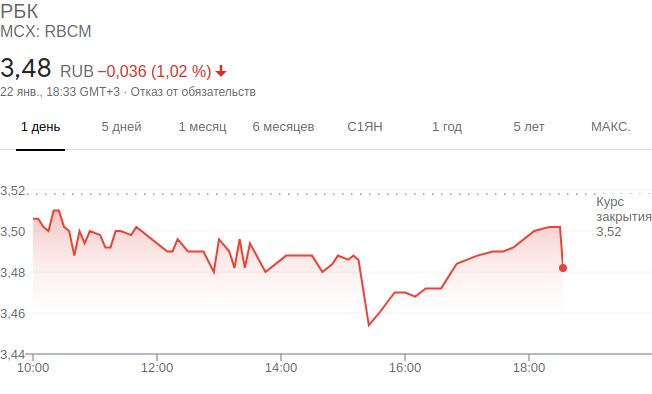 РБК
MCX: RBCM
3,48 RUB −0,036 (1,02 %)
22 янв., 18:33 GMT+3 · Отказ от обязательств
1 день 5 дней 1 месяц 6 месяцев С1ЯН 1 год 5 лет МАКС.
3,52
Курс
закрытия
3,52
3,50
3,48
3,46
3,44
10:00 12:00 14:00 16:00 18:00